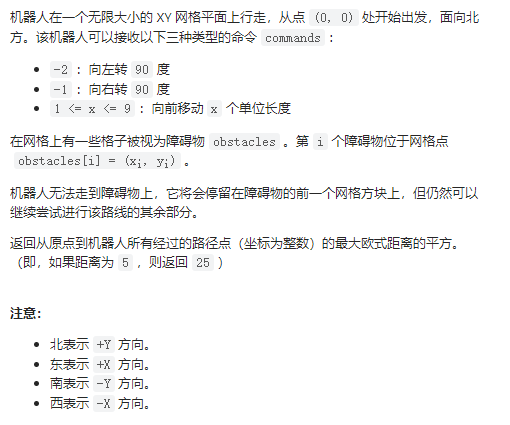 机器人在一个无限大小的 XY 网格平面上行走，从点 (0, 0) 处开始出发，面向北
方。该机器人可以接收以下三种类型的命令 commands ：
-2 ：向左转 90 度
-1 ：向右转 90 度
1 <= x <= 9 ：向前移动 x 个单位长度
在网格上有一些格子被视为障碍物 obstacles 。第 i 个障碍物位于网格点
obstacles[i] = (xi, yi) 。
机器人无法走到障碍物上，它将会停留在障碍物的前一个网格方块上，但仍然可以
继续尝试进行该路线的其余部分。
返回从原点到机器人所有经过的路径点（坐标为整数）的最大欧式距离的平方。
（即，如果距离为 5 ，则返回 25 ）
注意：
北表示 +Y 方向。
东表示 +X 方向。
南表示 -Y 方向。
西表示 -X 方向。